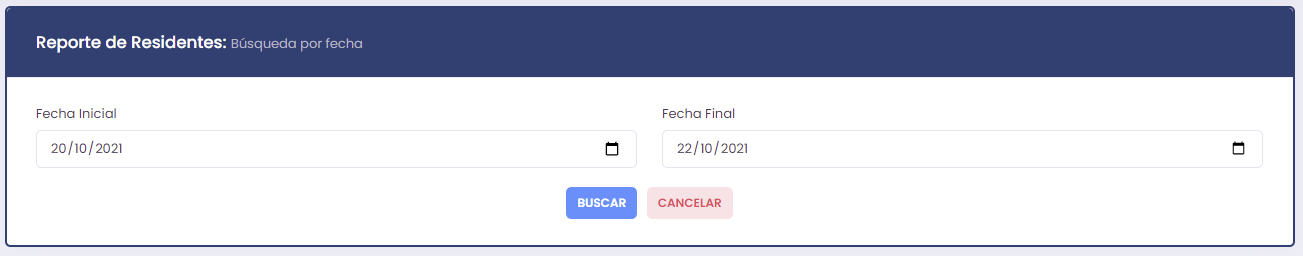 Reporte de Residentes: Búsqueda por fecha
Fecha Inicial
Fecha Final
20/10/2021
22/10/2021
BUSCAR
CANCELAR